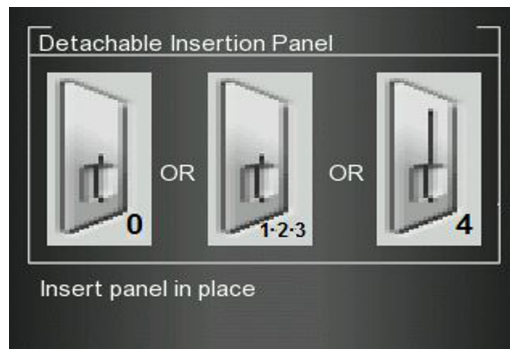 Detachable Insertion Panel
OR OR
0 1·2·3 4
Insert panel in place